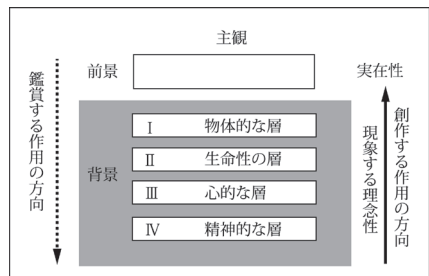 主観
前景
実在性
鑑賞する作用の方向
背景
Ⅰ 物体的な層
Ⅱ 生命性の層
Ⅲ 心的な層
Ⅳ 精神的な層
現象する理念性
創作する作用の方向